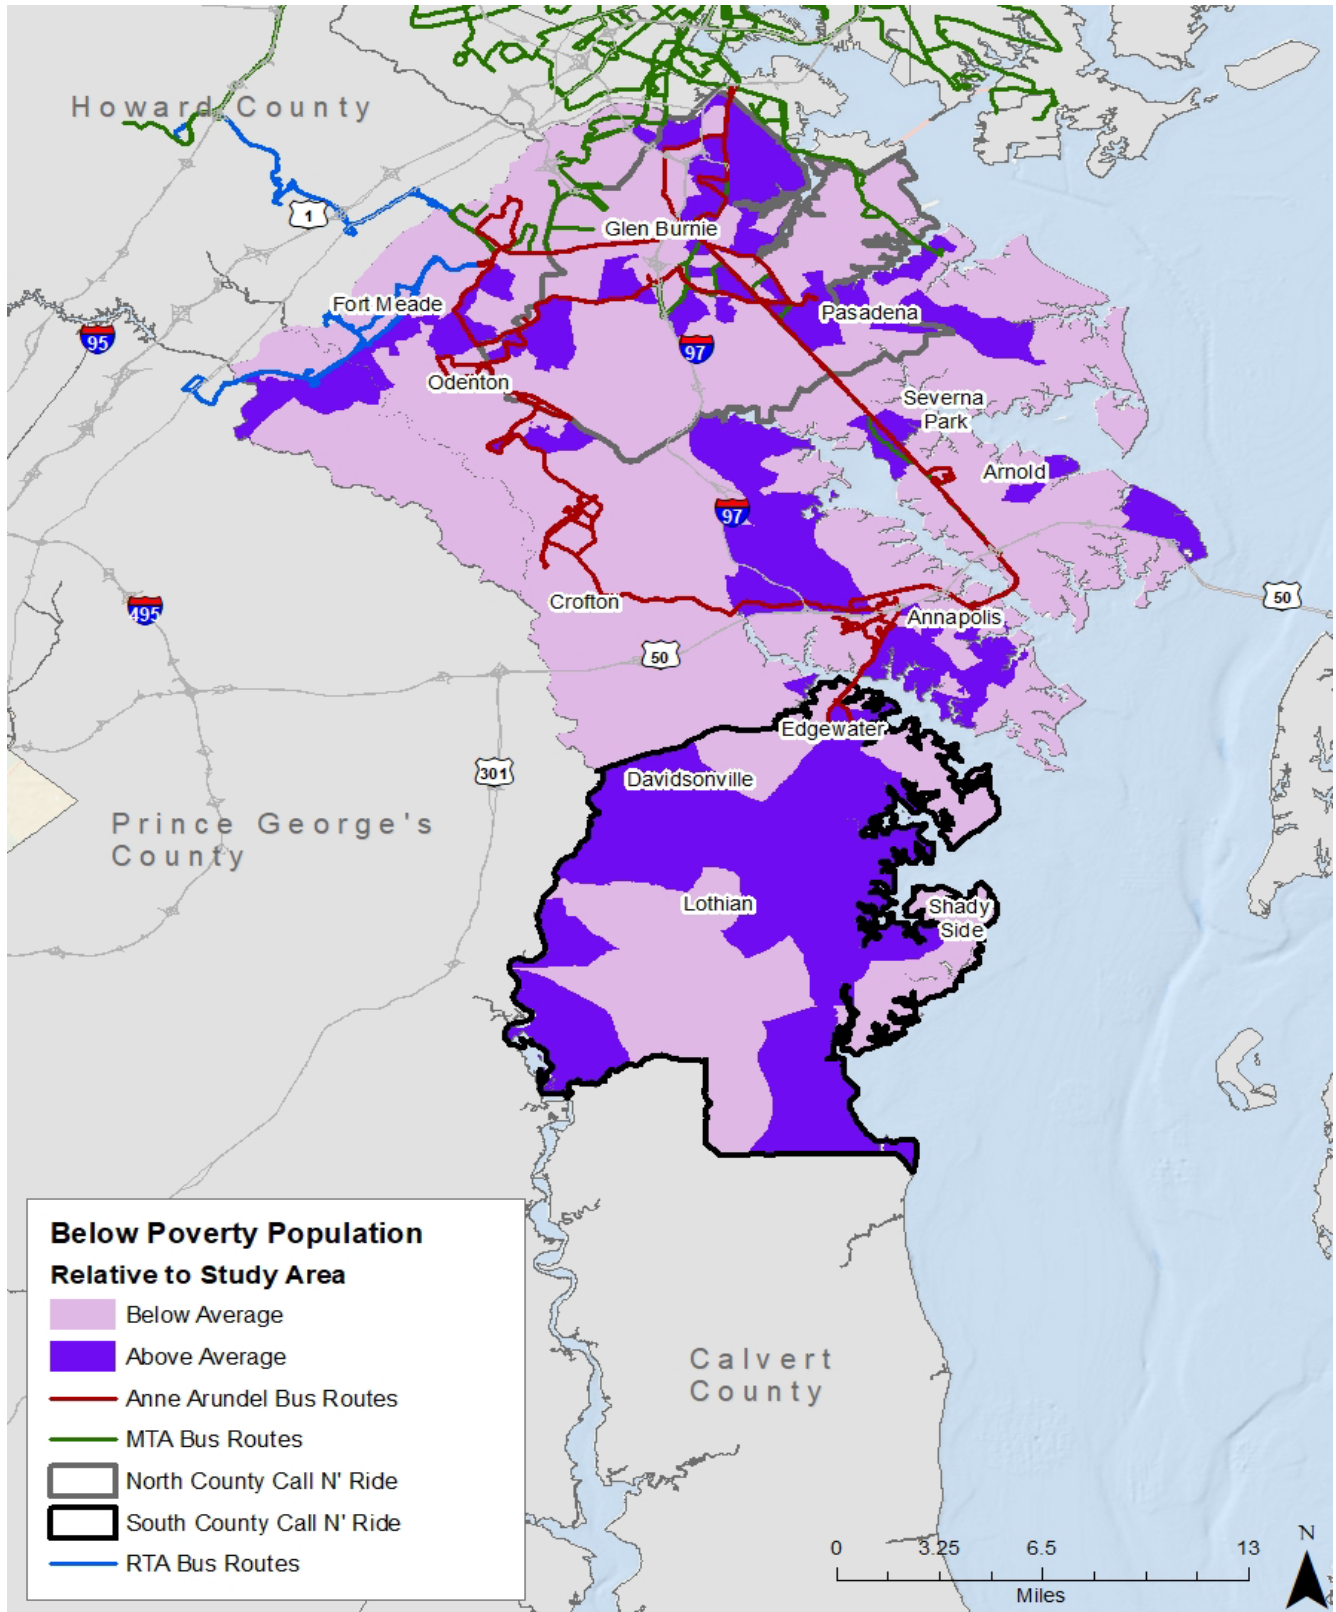 Howard County
1
Glen Burnie
Fort Meade
95
Pasadena
97
Odenton
Severna
Park
Arnold
97
Crofton
495
50
Annapolis
50
Edgewater
301
Davidsonville
Prince George's
County
Lothian
Shady
Side
Below Poverty Population
Relative to Study Area
Below Average
Above Average
Anne Arundel Bus Routes
MTA Bus Routes
North County Call N' Ride
South County Call N' Ride
RTA Bus Routes
Calvert
County
N
0 3.25 6.5 13
Miles